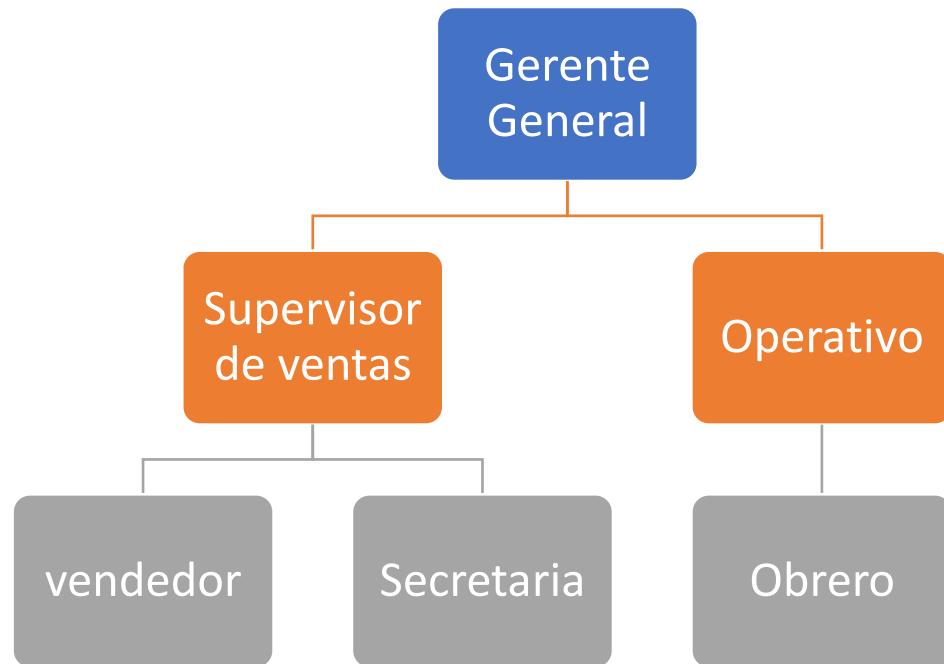 Gerente
General
Supervisor
de ventas
Operativo
vendedor
Secretaria
Obrero